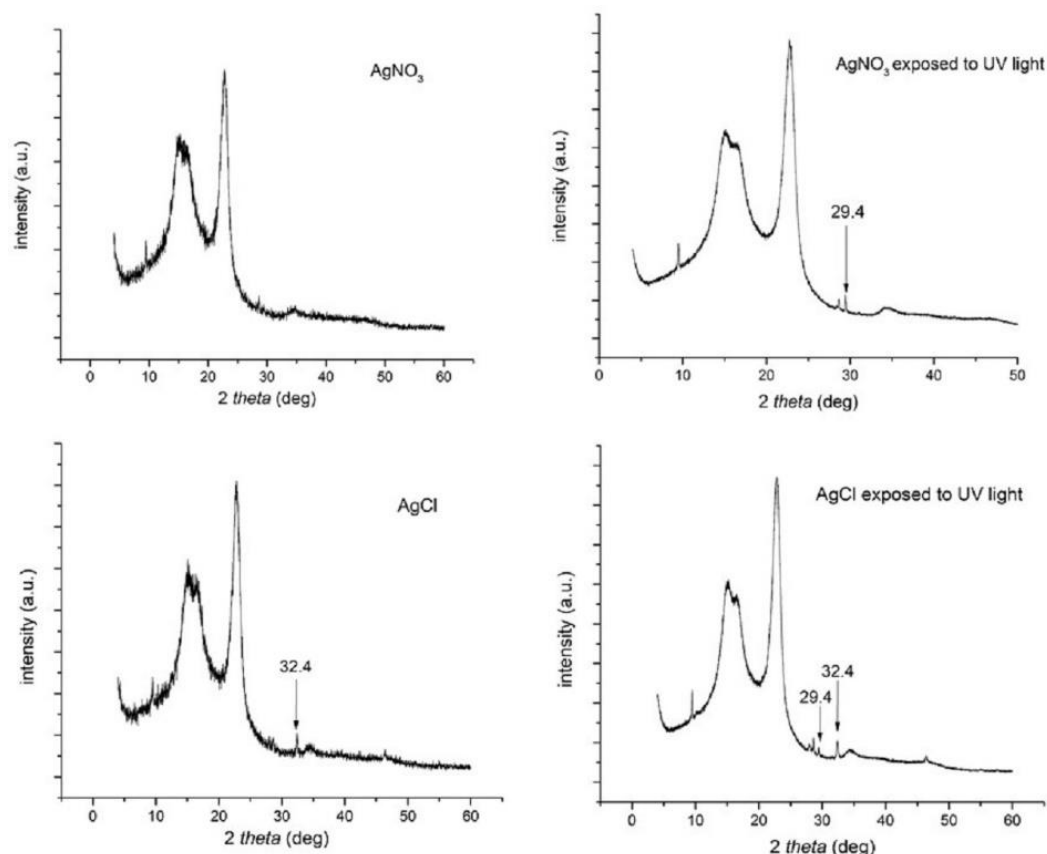 AgNO₃
intensity (a.u.)
0 10 20 30 40 50 60
2 theta (deg)
AgNO₃ exposed to UV light
29.4
intensity (a.u.)
0 10 20 30 40 50
2 theta (deg)
AgCl
32.4
intensity (a.u.)
0 10 20 30 40 50 60
2 theta (deg)
AgCl exposed to UV light
32.4
29.4
intensity (a.u.)
0 10 20 30 40 50 60
2 theta (deg)